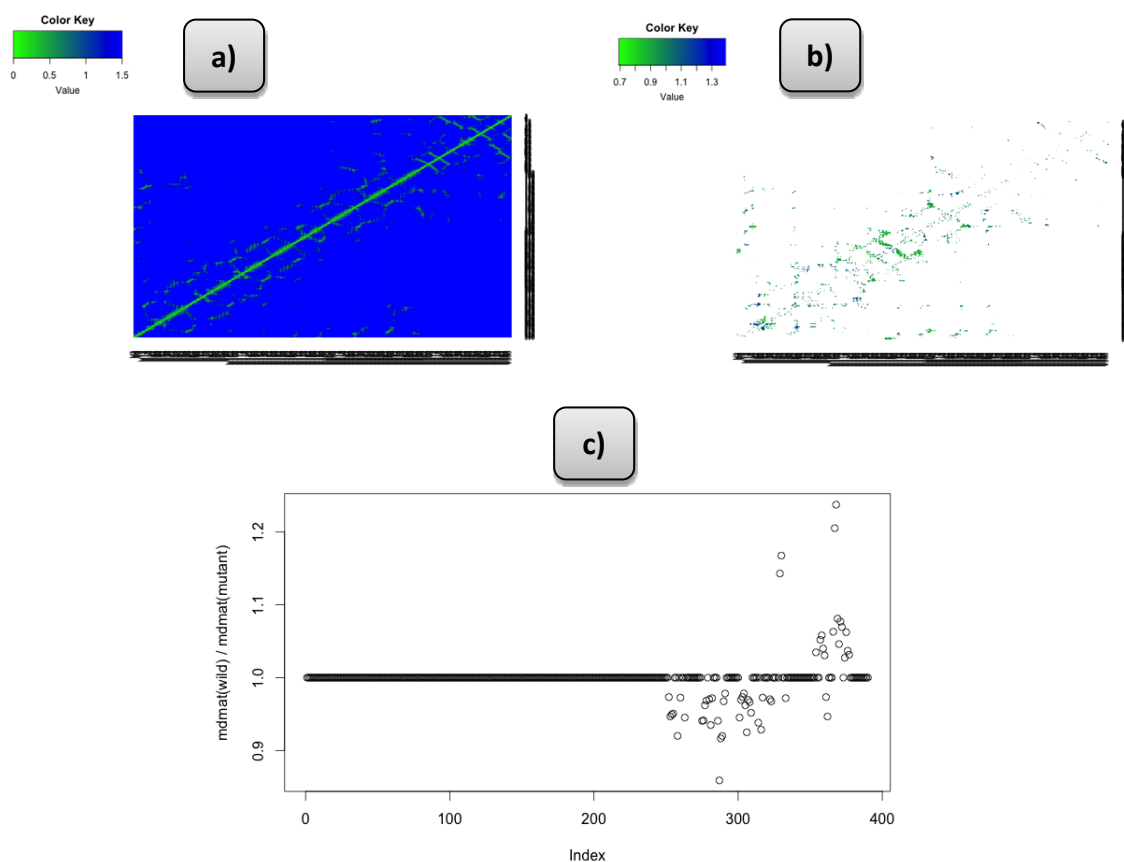 Color Key
0 0.5 1 1.5
Value
a)
Color Key
0.7 0.9 1.1 1.3
Value
b)
c)
mdmat(wild) / mdmat(mutant)
1.2
1.1
1.0
0.9
0 100 200 300 400
Index